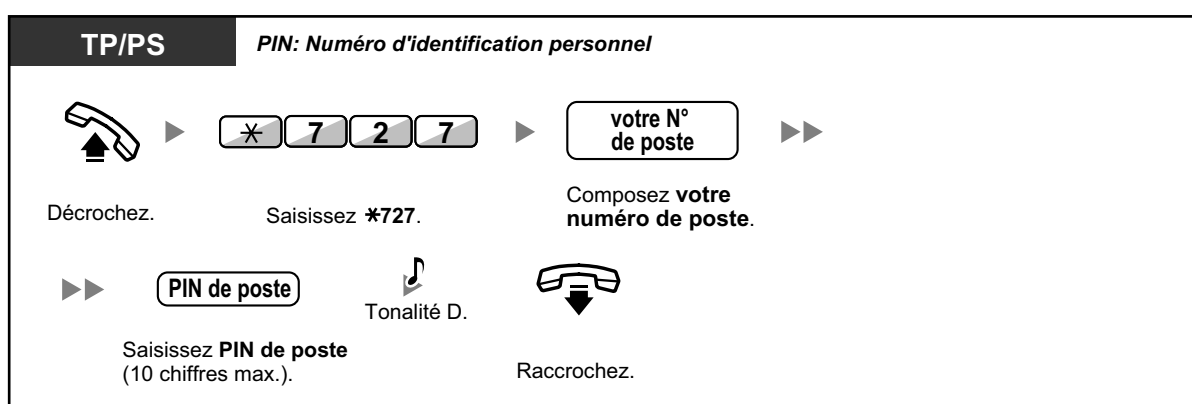 TP/PS
PIN: Numéro d'identification personnel
* 7 2 7
votre N°
de poste
Décrochez.
Saisissez *727.
Composez votre
numéro de poste.
PIN de poste
Tonalité D.
Saisissez PIN de poste
(10 chiffres max.).
Raccrochez.